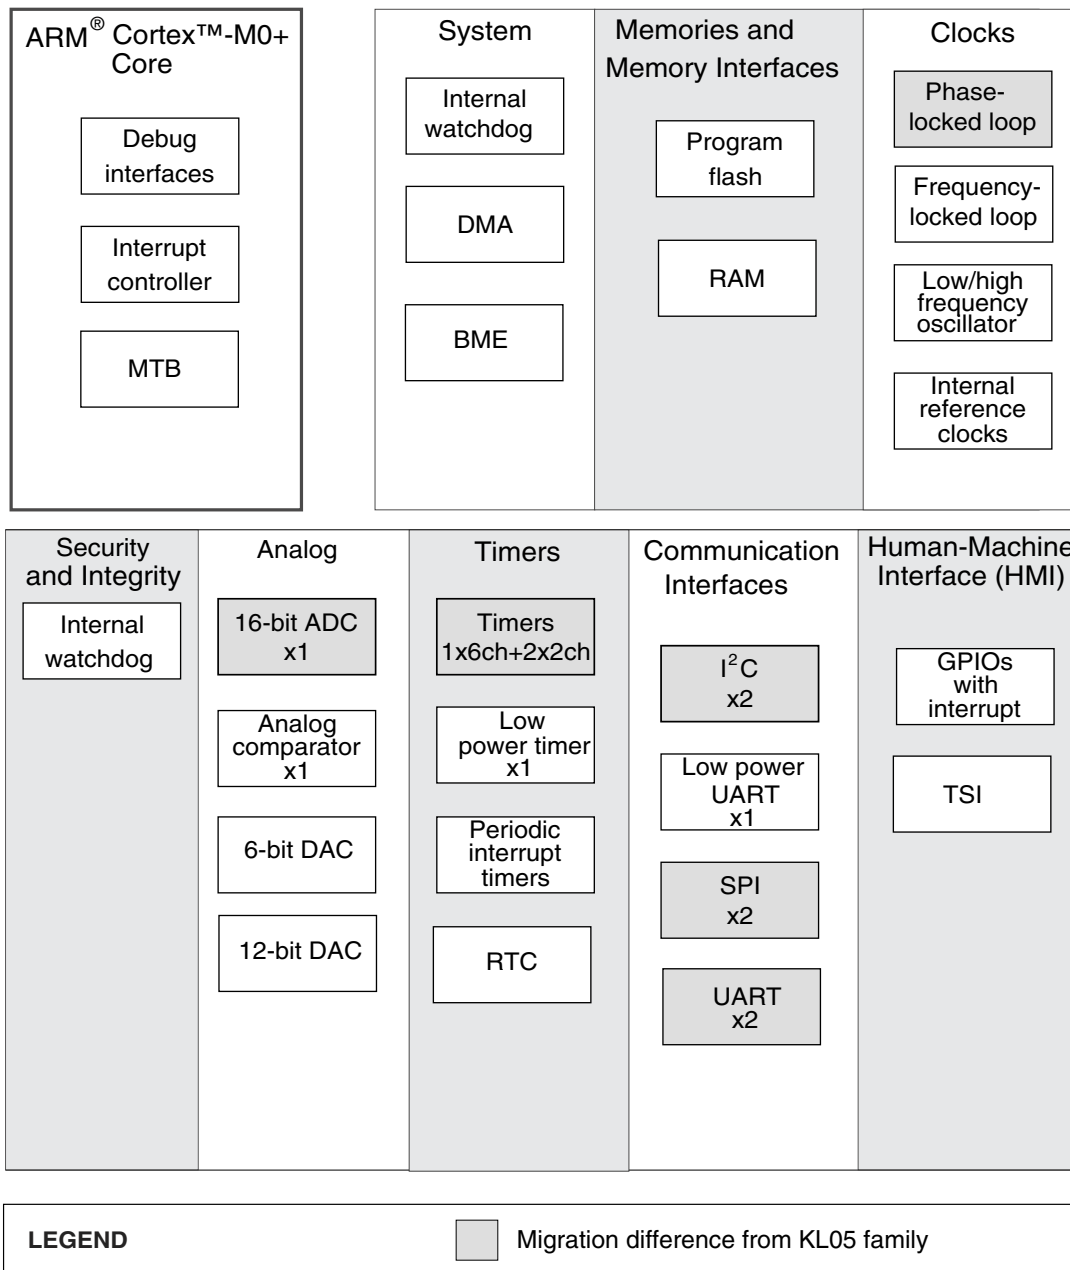 ARM® Cortex™-M0+
Core
Debug
interfaces
Interrupt
controller
MTB
System
Internal
watchdog
DMA
BME
Memories and
Memory Interfaces
Program
flash
RAM
Clocks
Phase-
locked loop
Frequency-
locked loop
Low/high
frequency
oscillator
Internal
reference
clocks
Security
and Integrity
Internal
watchdog
Analog
16-bit ADC
x1
Analog
comparator
x1
6-bit DAC
12-bit DAC
Timers
Timers
1x6ch+2x2ch
Low
power timer
x1
Periodic
interrupt
timers
RTC
Communication
Interfaces
I²C
x2
Low power
UART
x1
SPI
x2
UART
x2
Human-Machine
Interface (HMI)
GPIOs
with
interrupt
TSI
LEGEND
Migration difference from KL05 family